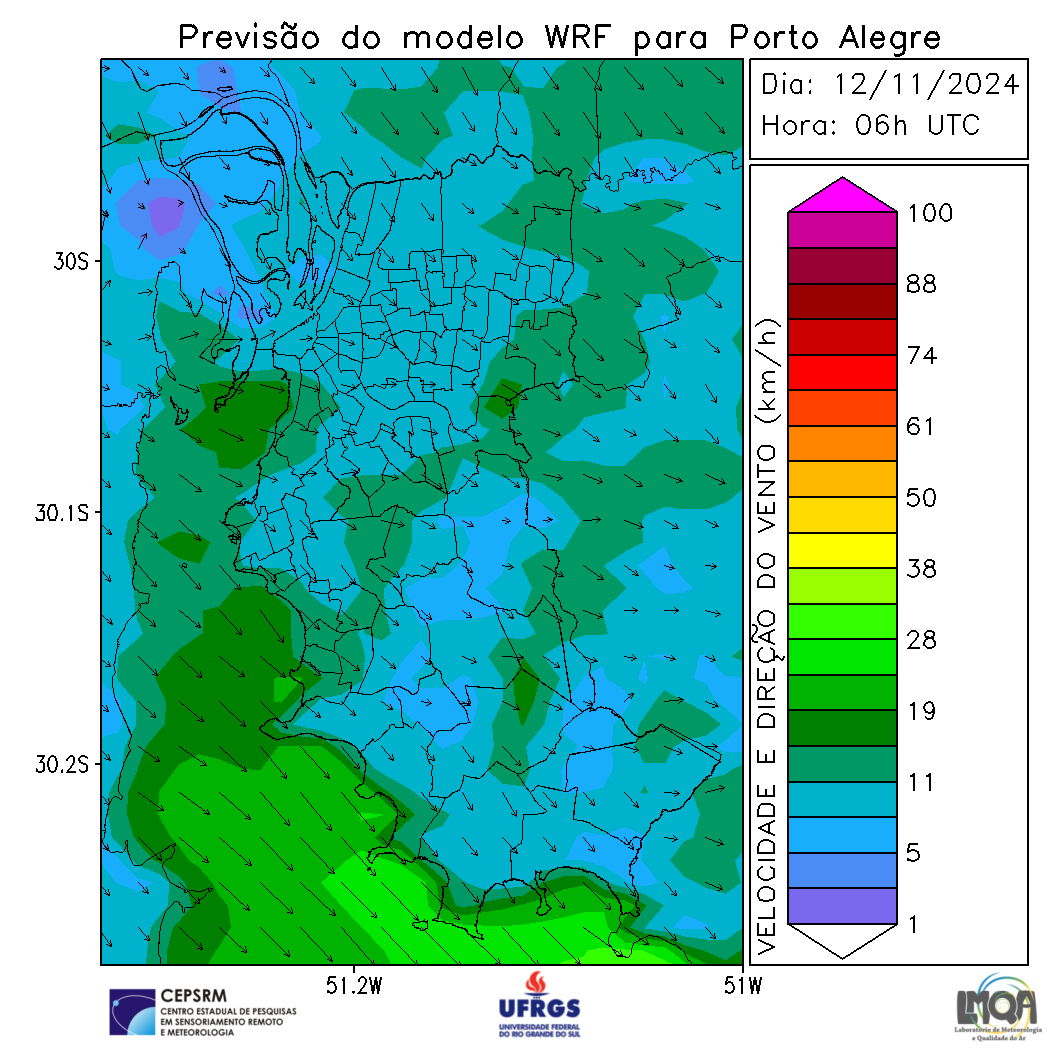 Previsão do modelo WRF para Porto Alegre
Dia: 12/11/2024
Hora: 06h UTC
30S
30.1S
30.2S
51.2W
51W
VELOCIDADE E DIREÇÃO DO VENTO (km/h)
100
88
74
61
50
38
28
19
11
5
1
CEPSRM
CENTRO ESTADUAL DE PESQUISAS
EM SENSORIAMENTO REMOTO
E METEOROLOGIA
UFRGS
UNIVERSIDADE FEDERAL
DO RIO GRANDE DO SUL
LMQA
Laboratório de Meteorologia
e Qualidade do Ar